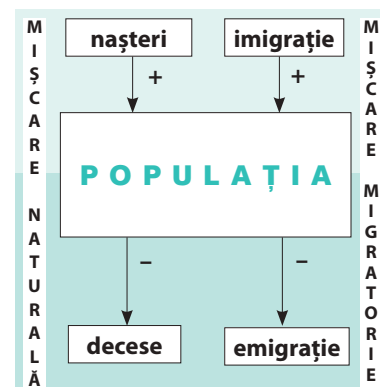 MIȘCARE NATURALĂ
nașteri
imigrație
+
+
POPULAȚIA
–
–
decese
emigrație
MIȘCARE MIGRATORIE